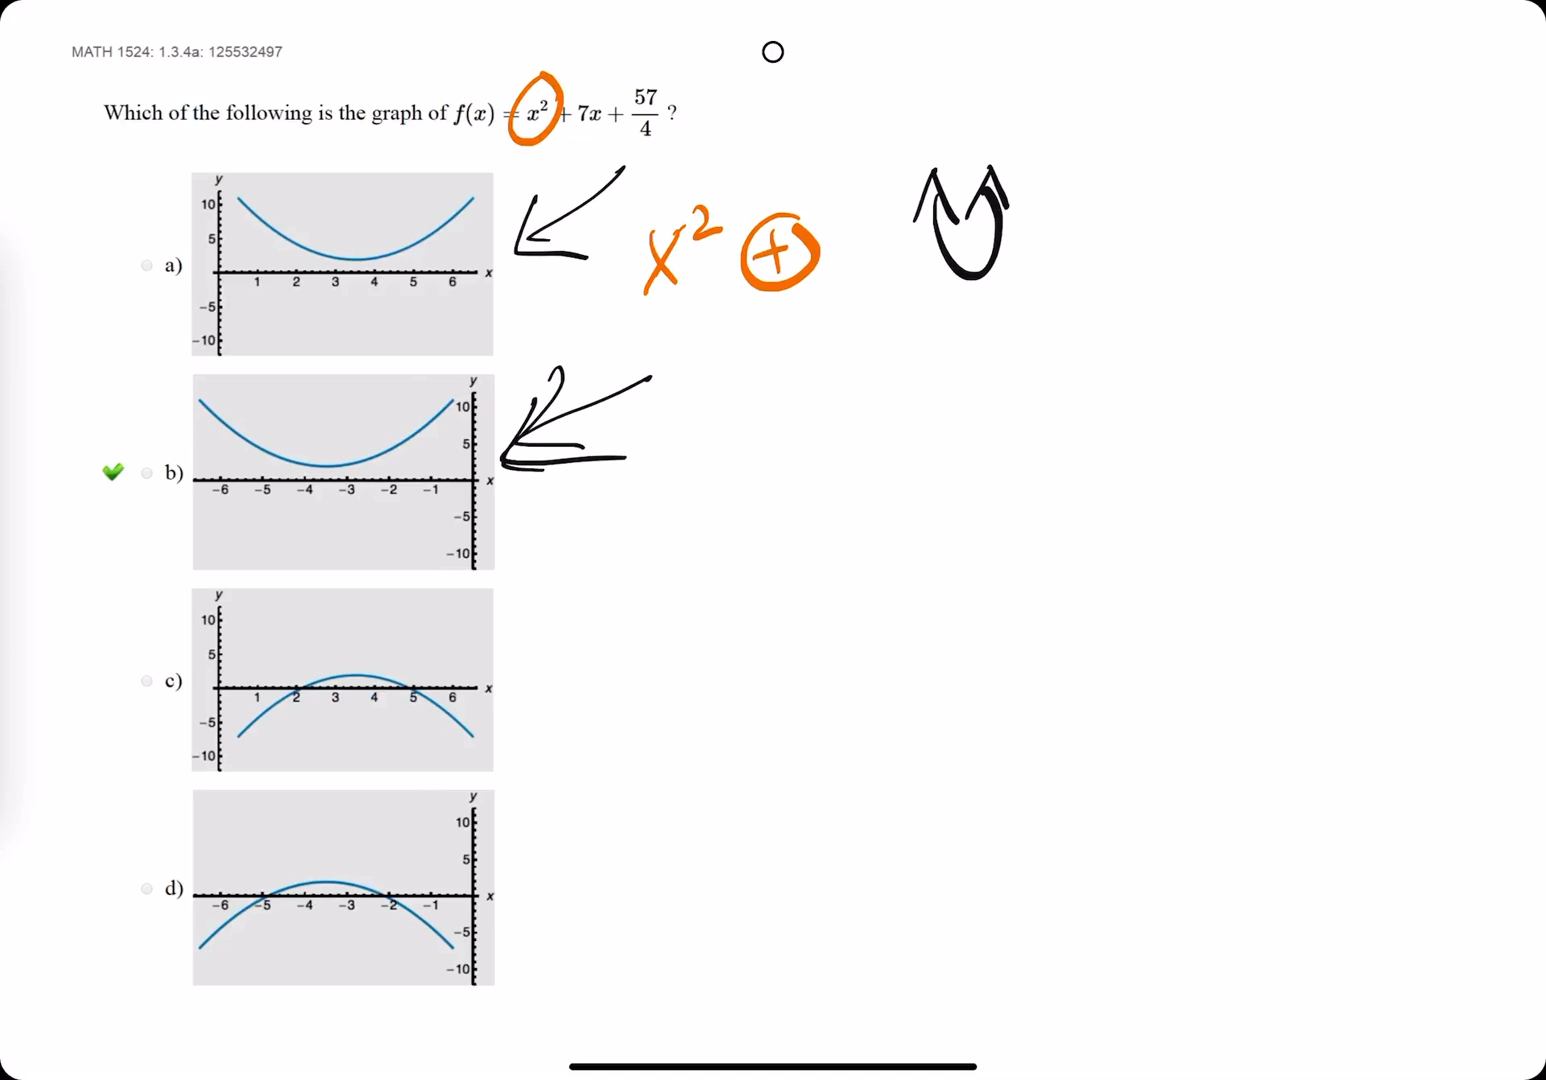 MATH 1524: 1.3.4a: 125532497
Which of the following is the graph of f(x) = x² + 7x + 57/4 ?
a)
y
10
5
x
1 2 3 4 5 6
−5
−10
x² +
b)
y
10
5
x
−6 −5 −4 −3 −2 −1
−5
−10
c)
y
10
5
x
1 2 3 4 5 6
−5
−10
d)
y
10
5
x
−6 −5 −4 −3 −2 −1
−5
−10